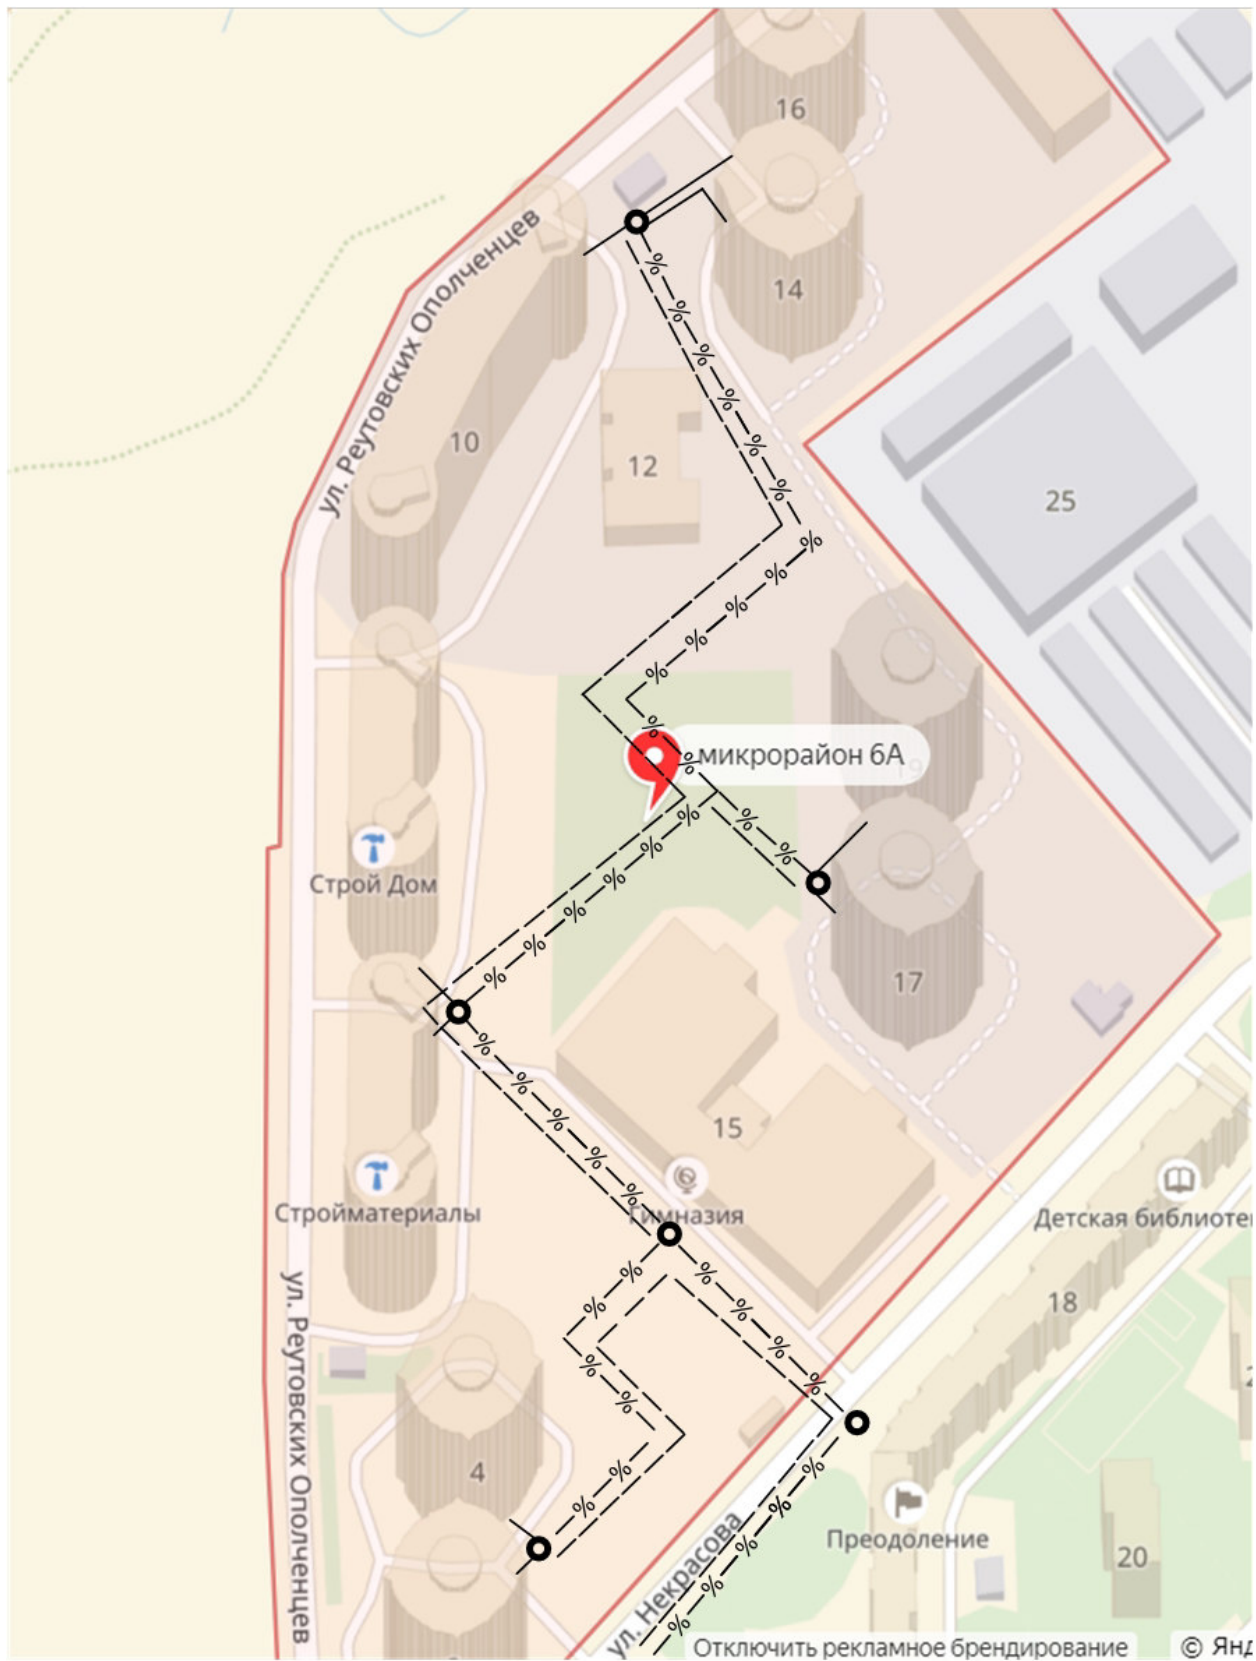 16
ул. Реутовских Ополченцев
14
10
12
25
микрорайон 6А
19
Строй Дом
17
15
Гимназия
Стройматериалы
Детская библиоте
18
ул. Реутовских Ополченцев
4
ул. Некрасова
Преодоление
20
Отключить рекламное брендирование
© Янд